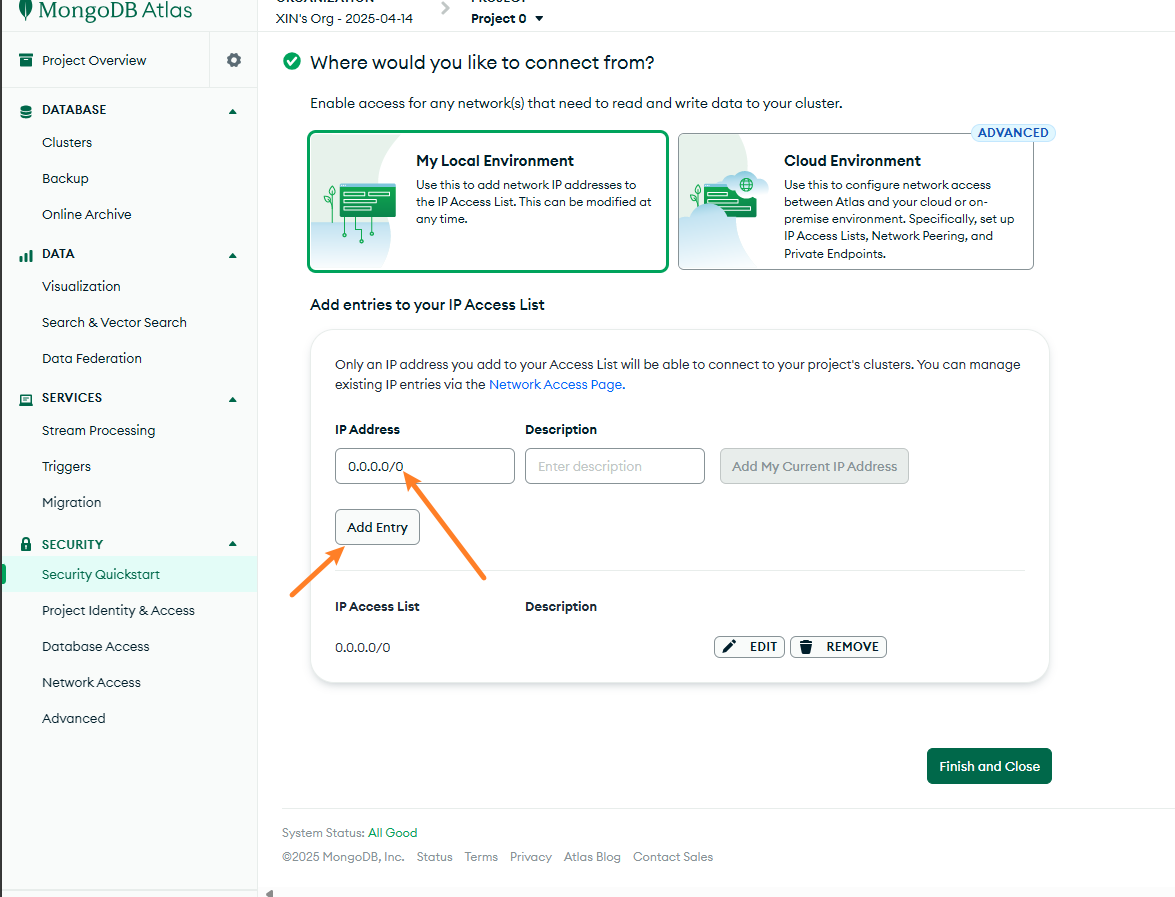 MongoDB Atlas
ORGANIZATION
XIN's Org - 2025-04-14
PROJECT
Project 0
Project Overview
DATABASE
Clusters
Backup
Online Archive
DATA
Visualization
Search & Vector Search
Data Federation
SERVICES
Stream Processing
Triggers
Migration
SECURITY
Security Quickstart
Project Identity & Access
Database Access
Network Access
Advanced
Where would you like to connect from?
Enable access for any network(s) that need to read and write data to your cluster.
My Local Environment
Use this to add network IP addresses to
the IP Access List. This can be modified at
any time.
ADVANCED
Cloud Environment
Use this to configure network access
between Atlas and your cloud or on-
premise environment. Specifically, set up
IP Access Lists, Network Peering, and
Private Endpoints.
Add entries to your IP Access List
Only an IP address you add to your Access List will be able to connect to your project's clusters. You can manage
existing IP entries via the Network Access Page.
IP Address
Description
0.0.0.0/0
Enter description
Add My Current IP Address
Add Entry
IP Access List
Description
0.0.0.0/0
EDIT
REMOVE
Finish and Close
System Status: All Good
©2025 MongoDB, Inc.
Status
Terms
Privacy
Atlas Blog
Contact Sales